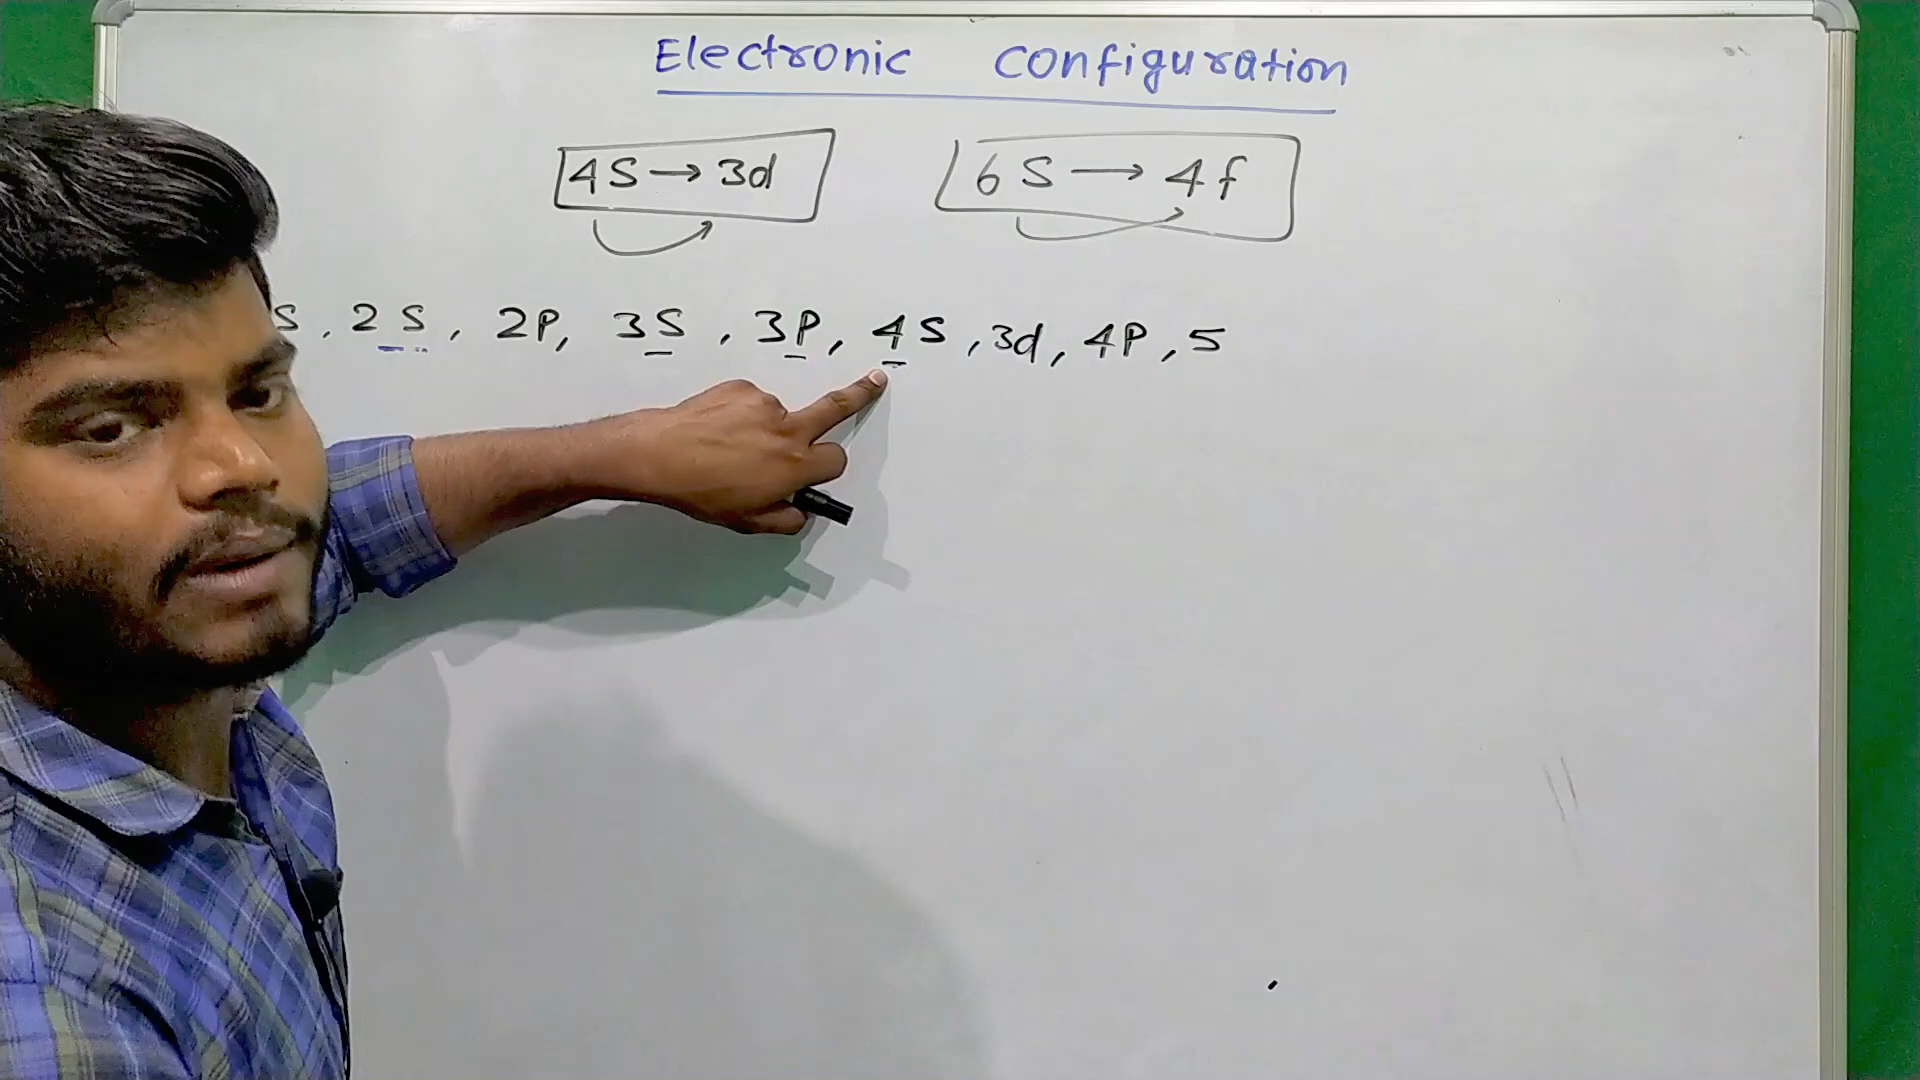 Electronic configuration
4S → 3d 6S → 4f
S, 2S, 2P, 3S, 3P, 4S, 3d, 4P, 5